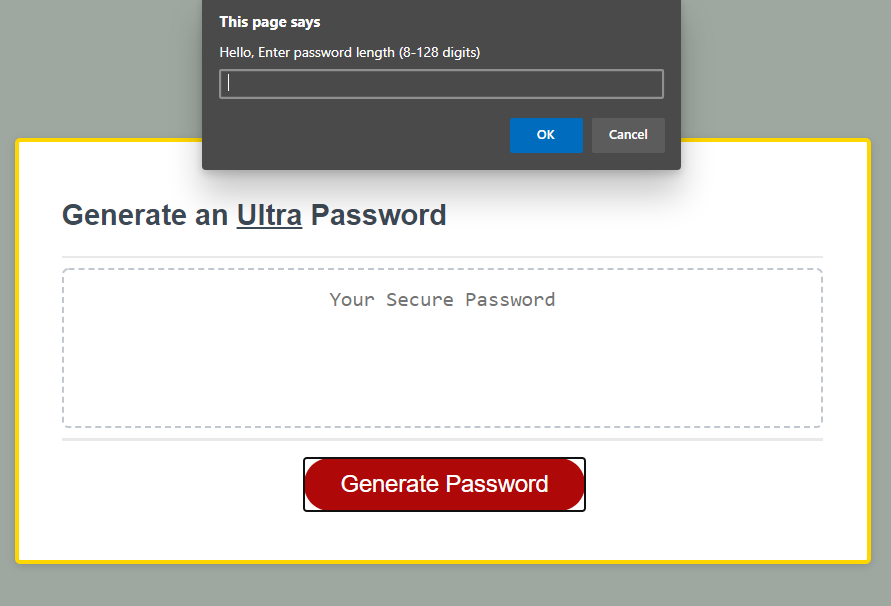 This page says
Hello, Enter password length (8-128 digits)
OK
Cancel
Generate an Ultra Password
Your Secure Password
Generate Password